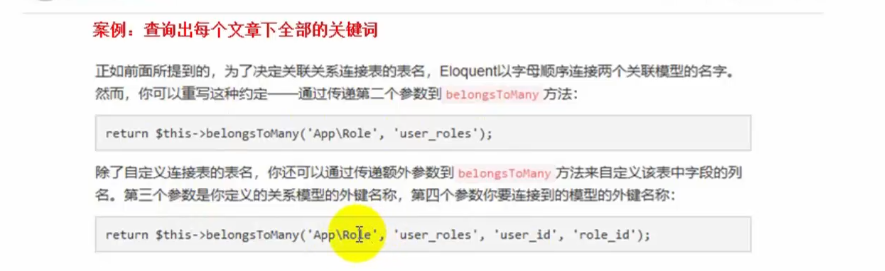 案例：查询出每个文章下全部的关键词
正如前面所提到的，为了决定关联关系连接表的表名，Eloquent以字母顺序连接两个关联模型的名字。
然而，你可以重写这种约定——通过传递第二个参数到 belongsToMany 方法：
return $this->belongsToMany('App\Role', 'user_roles');
除了自定义连接表的表名，你还可以通过传递额外参数到 belongsToMany 方法来自定义该表中字段的列
名。第三个参数是你定义的关系模型的外键名称，第四个参数你要连接到的模型的外键名称：
return $this->belongsToMany('App\Role', 'user_roles', 'user_id', 'role_id');